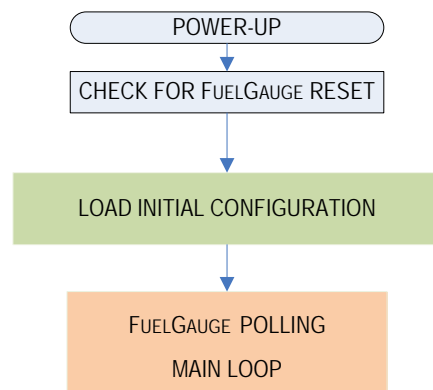 POWER-UP
CHECK FOR FUELGAUGE RESET
LOAD INITIAL CONFIGURATION
FUELGAUGE POLLING
MAIN LOOP